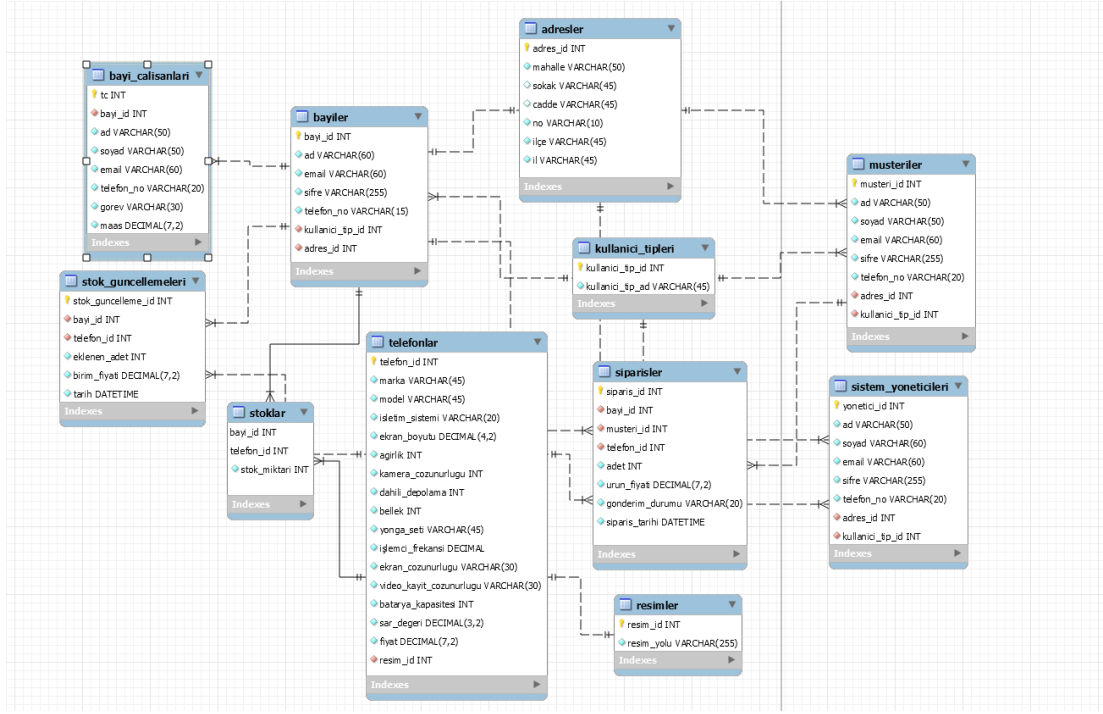 adresler
adres_id INT
mahalle VARCHAR(50)
sokak VARCHAR(45)
cadde VARCHAR(45)
no VARCHAR(10)
ilçe VARCHAR(45)
il VARCHAR(45)
Indexes
bayi_calisanlari
tc INT
bayi_id INT
ad VARCHAR(50)
soyad VARCHAR(50)
email VARCHAR(60)
telefon_no VARCHAR(20)
gorev VARCHAR(30)
maas DECIMAL(7,2)
Indexes
bayiler
bayi_id INT
ad VARCHAR(60)
email VARCHAR(60)
sifre VARCHAR(255)
telefon_no VARCHAR(15)
kullanici_tip_id INT
adres_id INT
Indexes
musteriler
musteri_id INT
ad VARCHAR(50)
soyad VARCHAR(50)
email VARCHAR(60)
sifre VARCHAR(255)
telefon_no VARCHAR(20)
adres_id INT
kullanici_tip_id INT
Indexes
kullanici_tipleri
kullanici_tip_id INT
kullanici_tip_ad VARCHAR(45)
Indexes
stok_guncellemeleri
stok_guncelleme_id INT
bayi_id INT
telefon_id INT
eklenen_adet INT
birim_fiyati DECIMAL(7,2)
tarih DATETIME
Indexes
telefonlar
telefon_id INT
marka VARCHAR(45)
model VARCHAR(45)
isletim_sistemi VARCHAR(20)
ekran_boyutu DECIMAL(4,2)
agirlik INT
kamera_cozunurlugu INT
dahili_depolama INT
bellek INT
yonga_seti VARCHAR(45)
işlemci_frekansi DECIMAL
ekran_cozunurlugu VARCHAR(30)
video_kayit_cozunurlugu VARCHAR(30)
batarya_kapasitesi INT
sar_degeri DECIMAL(3,2)
fiyat DECIMAL(7,2)
resim_id INT
Indexes
siparisler
siparis_id INT
bayi_id INT
musteri_id INT
telefon_id INT
adet INT
urun_fiyati DECIMAL(7,2)
gonderim_durumu VARCHAR(20)
siparis_tarihi DATETIME
Indexes
sistem_yoneticileri
yonetici_id INT
ad VARCHAR(50)
soyad VARCHAR(60)
email VARCHAR(60)
sifre VARCHAR(255)
telefon_no VARCHAR(20)
adres_id INT
kullanici_tip_id INT
Indexes
stoklar
bayi_id INT
telefon_id INT
stok_miktari INT
Indexes
resimler
resim_id INT
resim_yolu VARCHAR(255)
Indexes